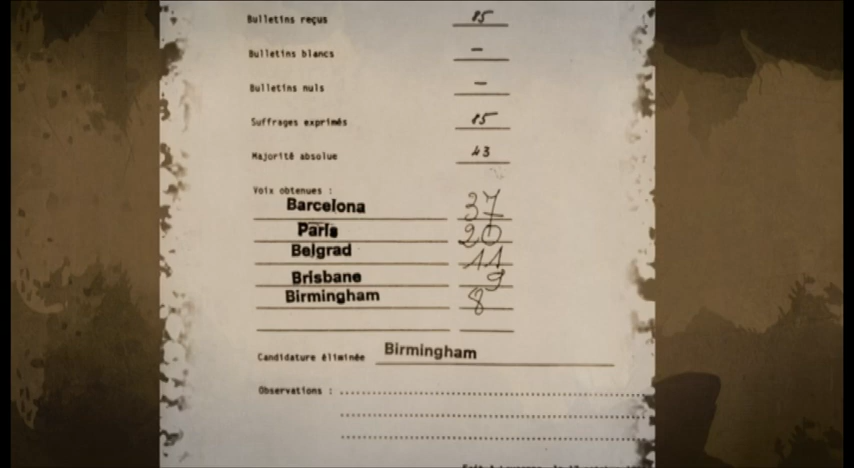 Bulletins reçus 85
Bulletins blancs –
Bulletins nuls –
Suffrages exprimés 85
Majorité absolue 43
Voix obtenues :
Barcelona 37
Paris 20
Belgrad 11
Brisbane 9
Birmingham 8
Candidature éliminée Birmingham
Observations :